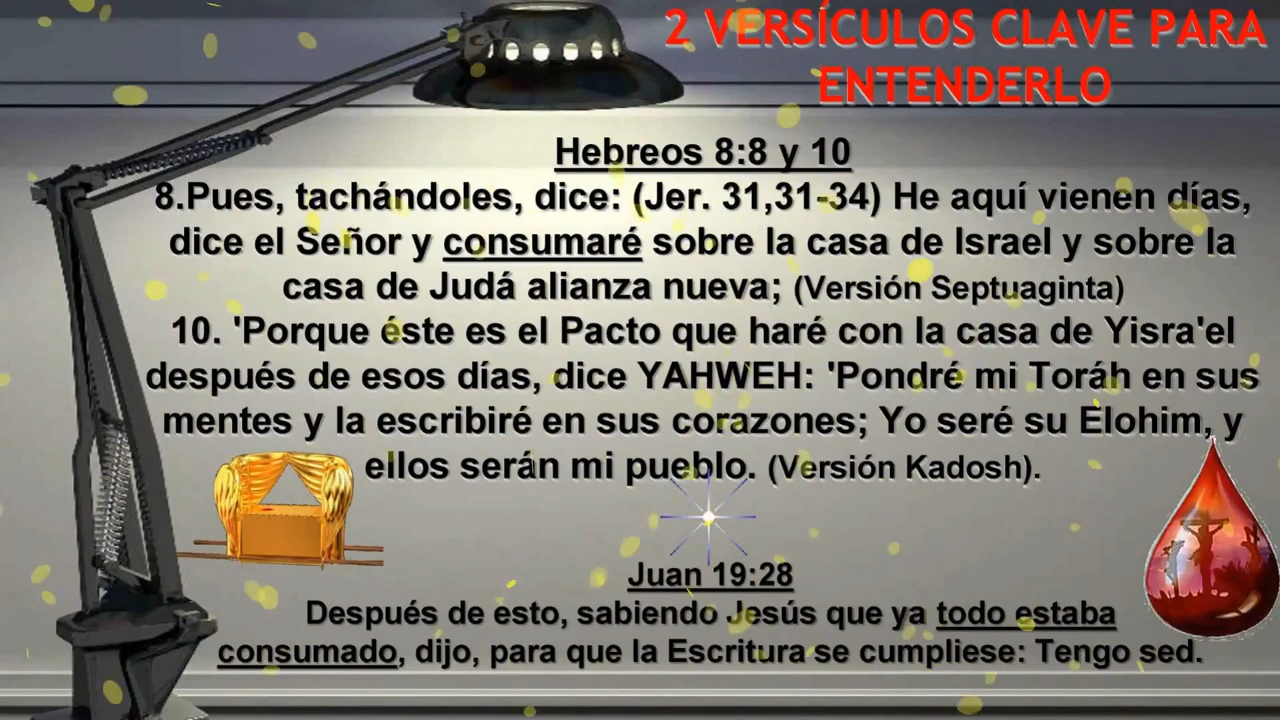 2 VERSÍCULOS CLAVE PARA
ENTENDERLO
Hebreos 8:8 y 10
8.Pues, tachándoles, dice: (Jer. 31,31-34) He aquí vienen días,
dice el Señor y consumaré sobre la casa de Israel y sobre la
casa de Judá alianza nueva; (Versión Septuaginta)
10. 'Porque éste es el Pacto que haré con la casa de Yisra'el
después de esos días, dice YAHWEH: 'Pondré mi Toráh en sus
mentes y la escribiré en sus corazones; Yo seré su Elohim, y
ellos serán mi pueblo. (Versión Kadosh).
Juan 19:28
Después de esto, sabiendo Jesús que ya todo estaba
consumado, dijo, para que la Escritura se cumpliese: Tengo sed.